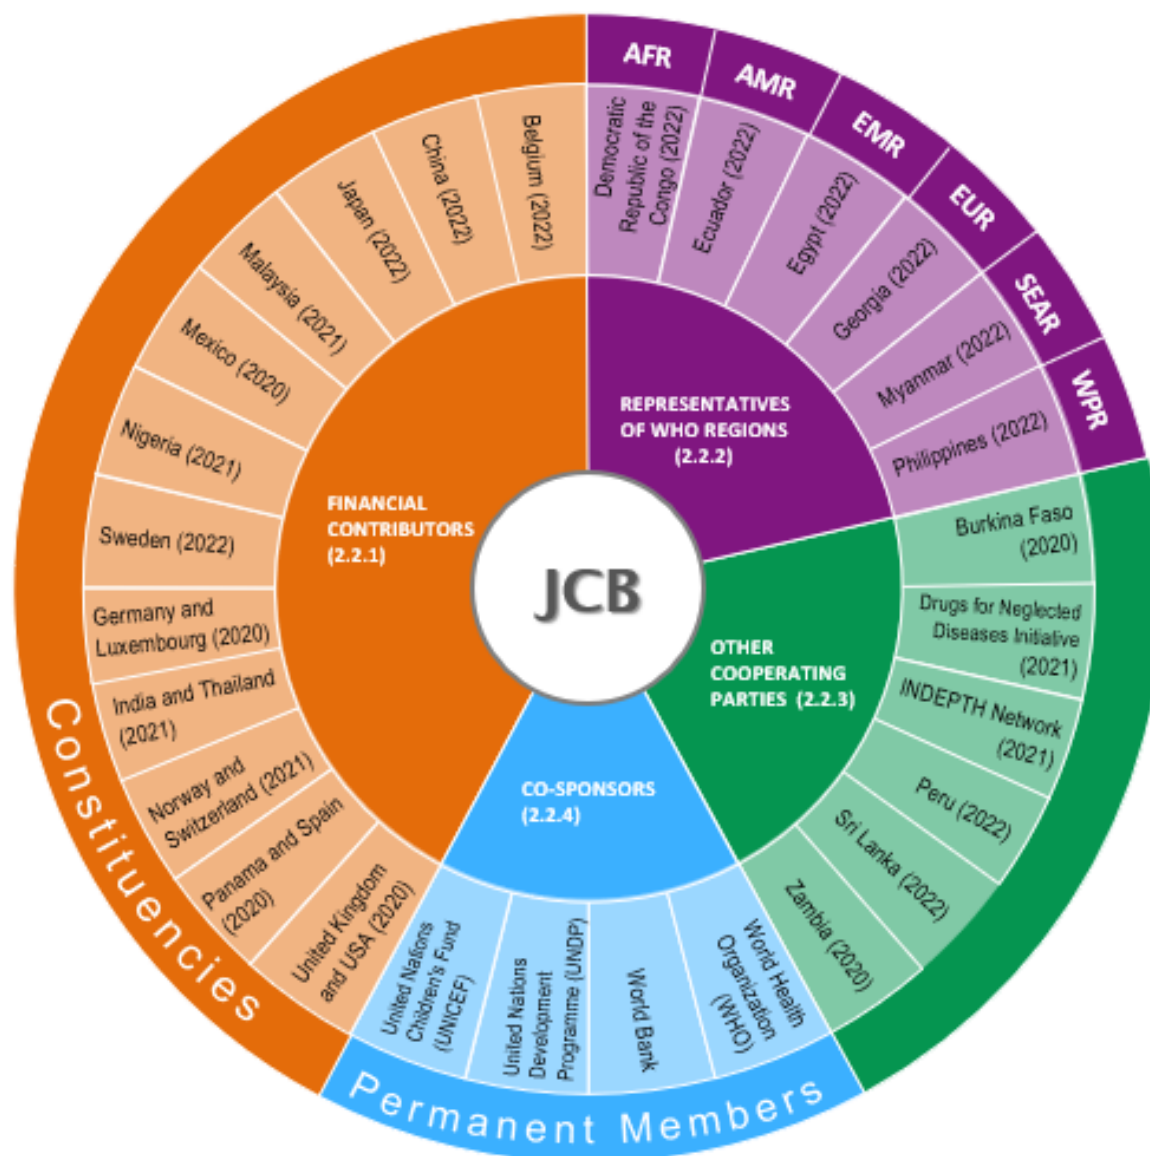 JCB
REPRESENTATIVES
OF WHO REGIONS
(2.2.2)
AFR
Democratic
Republic of the
Congo (2022)
AMR
Ecuador (2022)
EMR
Egypt (2022)
EUR
Georgia (2022)
SEAR
Myanmar (2022)
WPR
Philippines (2022)
OTHER
COOPERATING
PARTIES (2.2.3)
Burkina Faso
(2020)
Drugs for Neglected
Diseases Initiative
(2021)
INDEPTH Network
(2021)
Peru (2022)
Sri Lanka (2022)
Zambia (2020)
CO-SPONSORS
(2.2.4)
World Health
Organization
(WHO)
World Bank
United Nations
Development
Programme (UNDP)
United Nations
Children's Fund
(UNICEF)
Permanent Members
FINANCIAL
CONTRIBUTORS
(2.2.1)
United Kingdom
and USA (2020)
Panama and Spain
(2020)
Norway and
Switzerland (2021)
India and Thailand
(2021)
Germany and
Luxembourg (2020)
Sweden (2022)
Nigeria (2021)
Mexico (2020)
Malaysia (2021)
Japan (2022)
China (2022)
Belgium (2022)
Constituencies